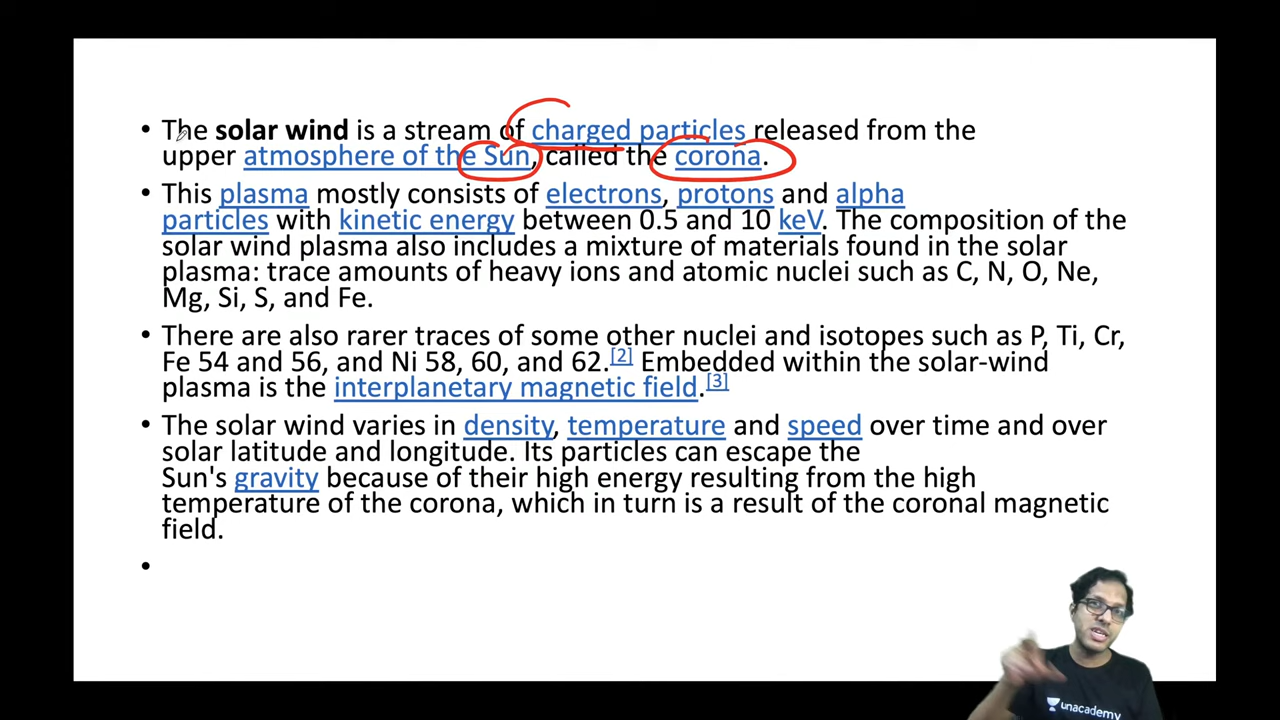 • The solar wind is a stream of charged particles released from the
upper atmosphere of the Sun, called the corona.
• This plasma mostly consists of electrons, protons and alpha
particles with kinetic energy between 0.5 and 10 keV. The composition of the
solar wind plasma also includes a mixture of materials found in the solar
plasma: trace amounts of heavy ions and atomic nuclei such as C, N, O, Ne,
Mg, Si, S, and Fe.
• There are also rarer traces of some other nuclei and isotopes such as P, Ti, Cr,
Fe 54 and 56, and Ni 58, 60, and 62.[2] Embedded within the solar-wind
plasma is the interplanetary magnetic field.[3]
• The solar wind varies in density, temperature and speed over time and over
solar latitude and longitude. Its particles can escape the
Sun's gravity because of their high energy resulting from the high
temperature of the corona, which in turn is a result of the coronal magnetic
field.
•
unacademy